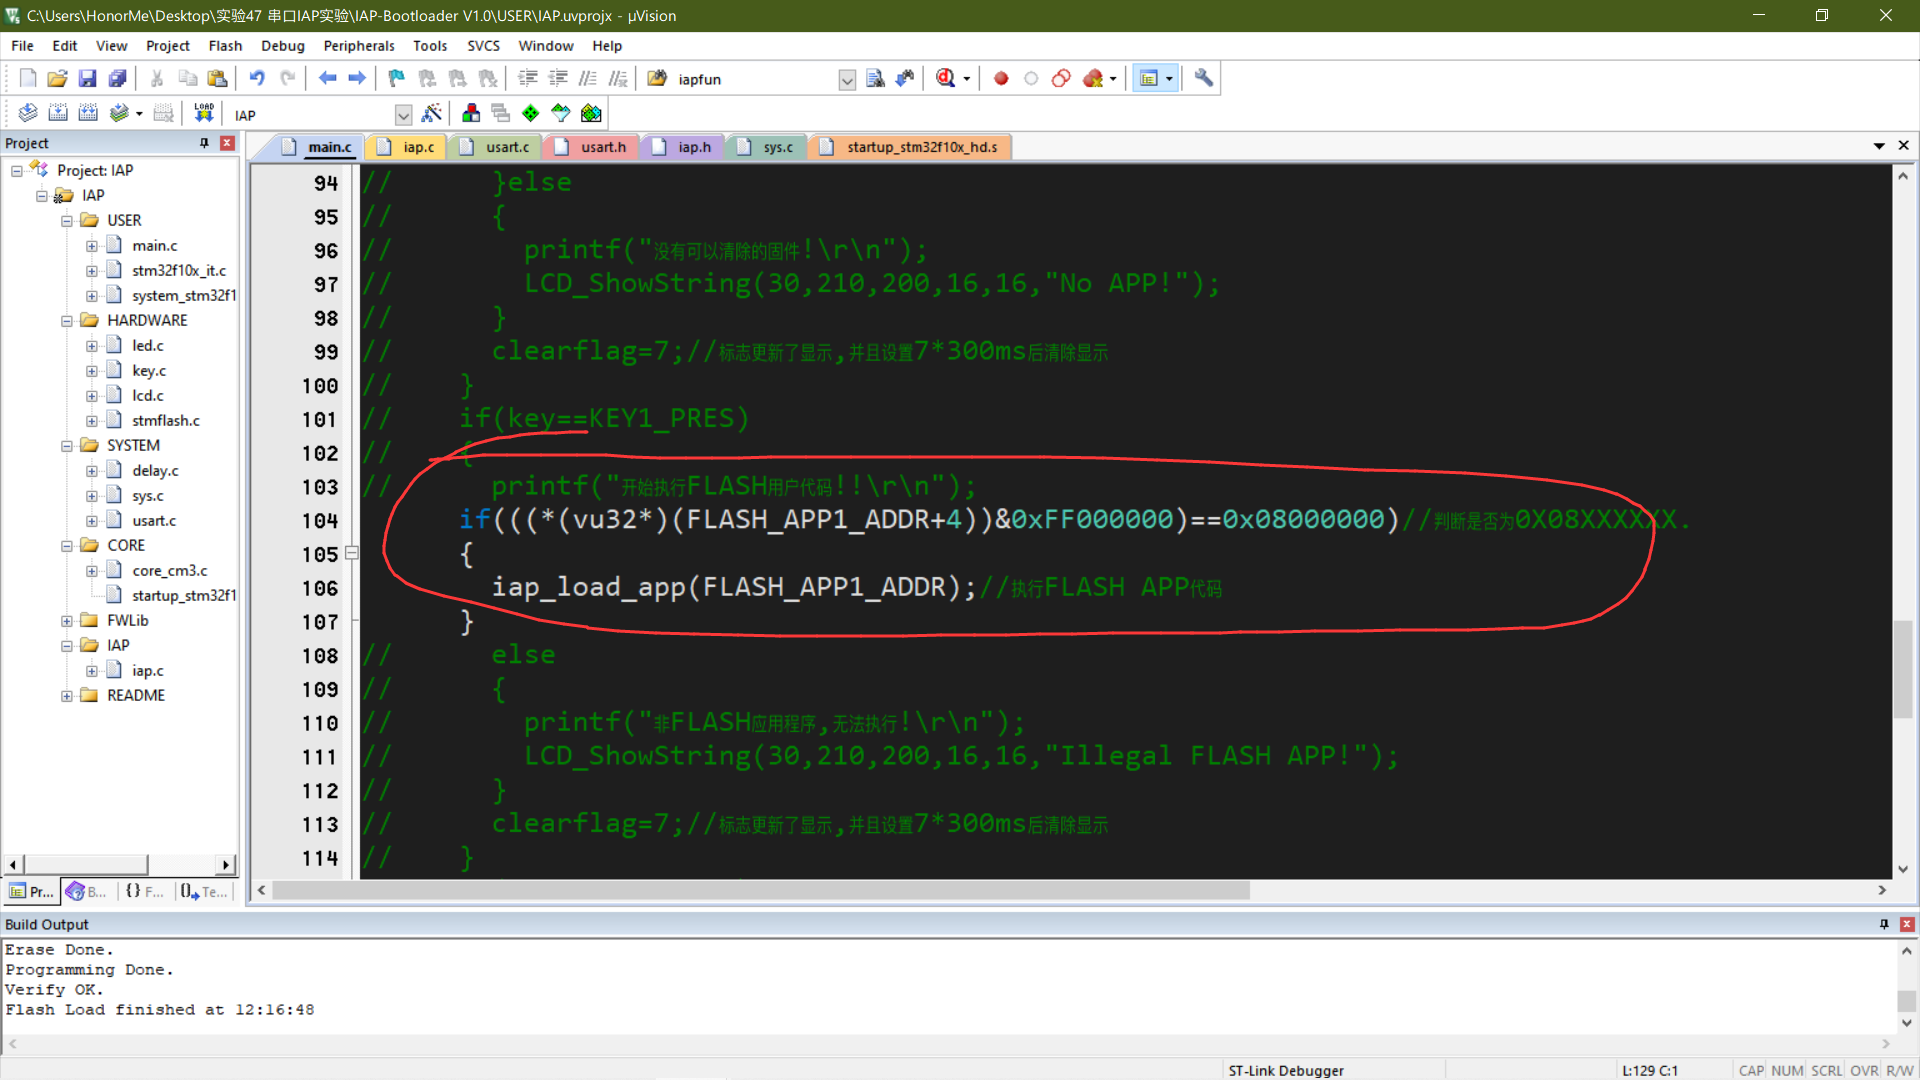 C:\Users\HonorMe\Desktop\实验47 串口IAP实验\IAP-Bootloader V1.0\USER\IAP.uvprojx - µVision
File Edit View Project Flash Debug Peripherals Tools SVCS Window Help
iapfun
LOAD IAP
Project
main.c iap.c usart.c usart.h iap.h sys.c startup_stm32f10x_hd.s
Project: IAP
IAP
USER
main.c
stm32f10x_it.c
system_stm32f1
HARDWARE
led.c
key.c
lcd.c
stmflash.c
SYSTEM
delay.c
sys.c
usart.c
CORE
core_cm3.c
startup_stm32f1
FWLib
IAP
iap.c
README
Pr... B... {} F... Te...
94 // }else
95 // {
96 // printf("没有可以清除的固件!\r\n");
97 // LCD_ShowString(30,210,200,16,16,"No APP!");
98 // }
99 // clearflag=7;//标志更新了显示,并且设置7*300ms后清除显示
100 // }
101 // if(key==KEY1_PRES)
102 // {
103 // printf("开始执行FLASH用户代码!!\r\n");
104 if(((*(vu32*)(FLASH_APP1_ADDR+4))&0xFF000000)==0x08000000)//判断是否为0X08XXXXXX.
105 {
106 iap_load_app(FLASH_APP1_ADDR);//执行FLASH APP代码
107 }
108 // else
109 // {
110 // printf("非FLASH应用程序,无法执行!\r\n");
111 // LCD_ShowString(30,210,200,16,16,"Illegal FLASH APP!");
112 // }
113 // clearflag=7;//标志更新了显示,并且设置7*300ms后清除显示
114 // }
Build Output
Erase Done.
Programming Done.
Verify OK.
Flash Load finished at 12:16:48
ST-Link Debugger L:129 C:1 CAP NUM SCRL OVR R/W